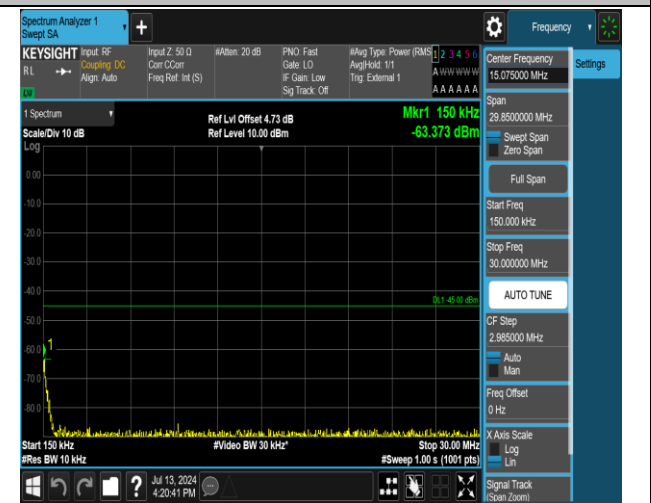 Spectrum Analyzer 1
Swept SA
+
Frequency
KEYSIGHT
RL
Input: RF
Coupling: DC
Align: Auto
Input Z: 50 Ω
Corr CCorr
Freq Ref: Int (S)
#Atten: 20 dB
PNO: Fast
Gate: LO
IF Gain: Low
Sig Track: Off
#Avg Type: Power (RMS
Avg|Hold: 1/1
Trig: External 1
1 2 3 4 5 6
A W W W W W
A A A A A A
1 Spectrum
Scale/Div 10 dB
Ref Lvl Offset 4.73 dB
Ref Level 10.00 dBm
Mkr1 150 kHz
-63.373 dBm
Log
0.00
-10.0
-20.0
-30.0
-40.0
DL1 -45.00 dBm
-50.0
-60.0
1
-70.0
-80.0
Start 150 kHz
#Video BW 30 kHz*
Stop 30.00 MHz
#Res BW 10 kHz
#Sweep 1.00 s (1001 pts)
Jul 13, 2024
4:20:41 PM
Center Frequency
15.075000 MHz
Settings
Span
29.8500000 MHz
Swept Span
Zero Span
Full Span
Start Freq
150.000 kHz
Stop Freq
30.000000 MHz
AUTO TUNE
CF Step
2.985000 MHz
Auto
Man
Freq Offset
0 Hz
X Axis Scale
Log
Lin
Signal Track
(Span Zoom)